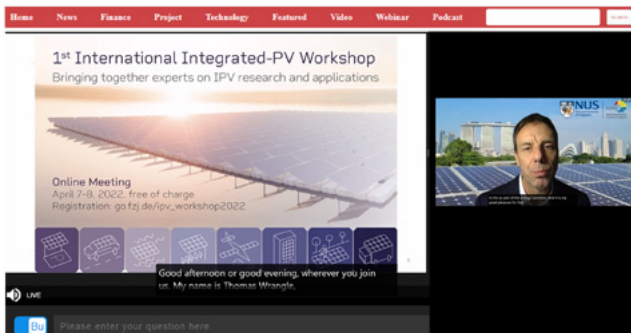 Home News Finance Project Technology Featured Video Webinar Podcast
1st International Integrated-PV Workshop
Bringing together experts on IPV research and applications
NUS
Online Meeting
April 7-8, 2022, free of charge
Registration: go.fzj.de/ipv_workshop2022
Good afternoon or good evening, wherever you join
us. My name is Thomas Wrangle,
LIVE
Bu
Please enter your question here